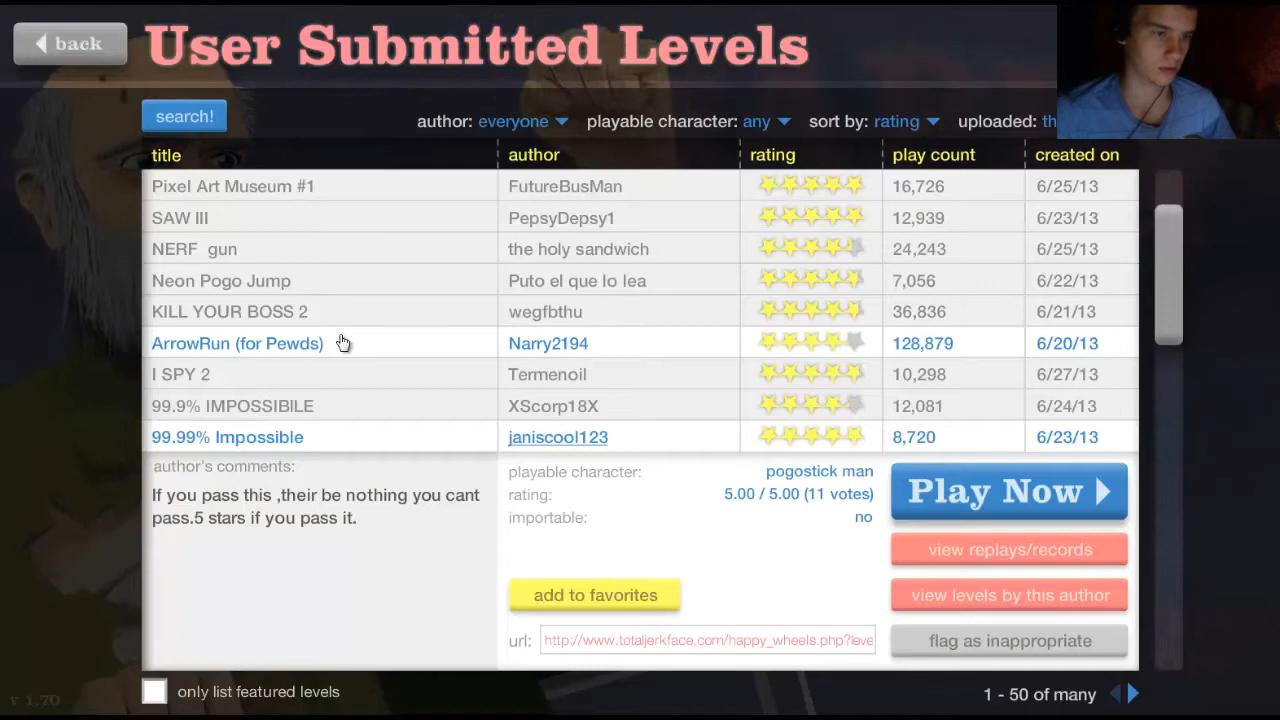 back
User Submitted Levels
search!
author: everyone playable character: any sort by: rating uploaded: th
title author rating play count created on
Pixel Art Museum #1 FutureBusMan 16,726 6/25/13
SAW III PepsyDepsy1 12,939 6/23/13
NERF gun the holy sandwich 24,243 6/25/13
Neon Pogo Jump Puto el que lo lea 7,056 6/22/13
KILL YOUR BOSS 2 wegfbthu 36,836 6/21/13
ArrowRun (for Pewds) Narry2194 128,879 6/20/13
I SPY 2 Termenoil 10,298 6/27/13
99.9% IMPOSSIBILE XScorp18X 12,081 6/24/13
99.99% Impossible janiscool123 8,720 6/23/13
author's comments:
If you pass this ,their be nothing you cant
pass.5 stars if you pass it.
playable character: pogostick man
rating: 5.00 / 5.00 (11 votes)
importable: no
add to favorites
url: http://www.totaljerkface.com/happy_wheels.php?leve
Play Now
view replays/records
view levels by this author
flag as inappropriate
only list featured levels
1 - 50 of many
v 1.70